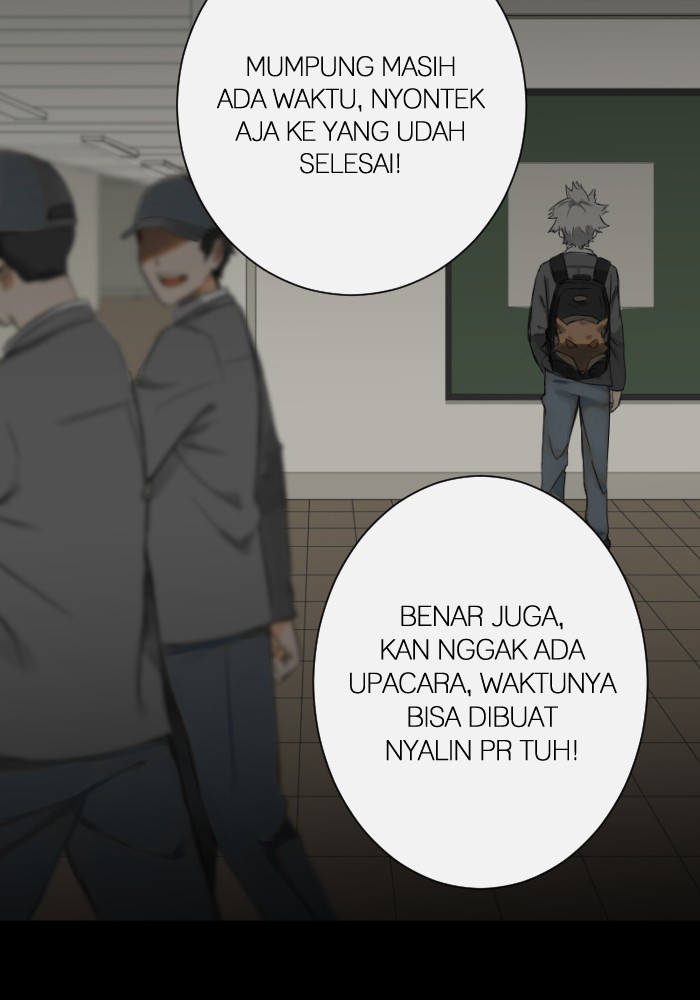 MUMPUNG MASIH
ADA WAKTU, NYONTEK
AJA KE YANG UDAH
SELESAI!
BENAR JUGA,
KAN NGGAK ADA
UPACARA, WAKTUNYA
BISA DIBUAT
NYALIN PR TUH!